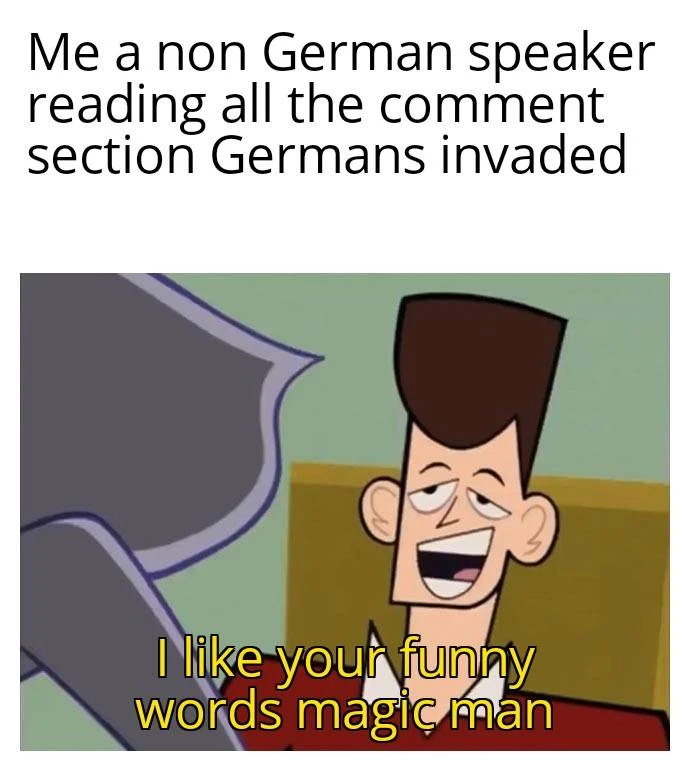 Me a non German speaker
reading all the comment
section Germans invaded
I like your funny
words magic man